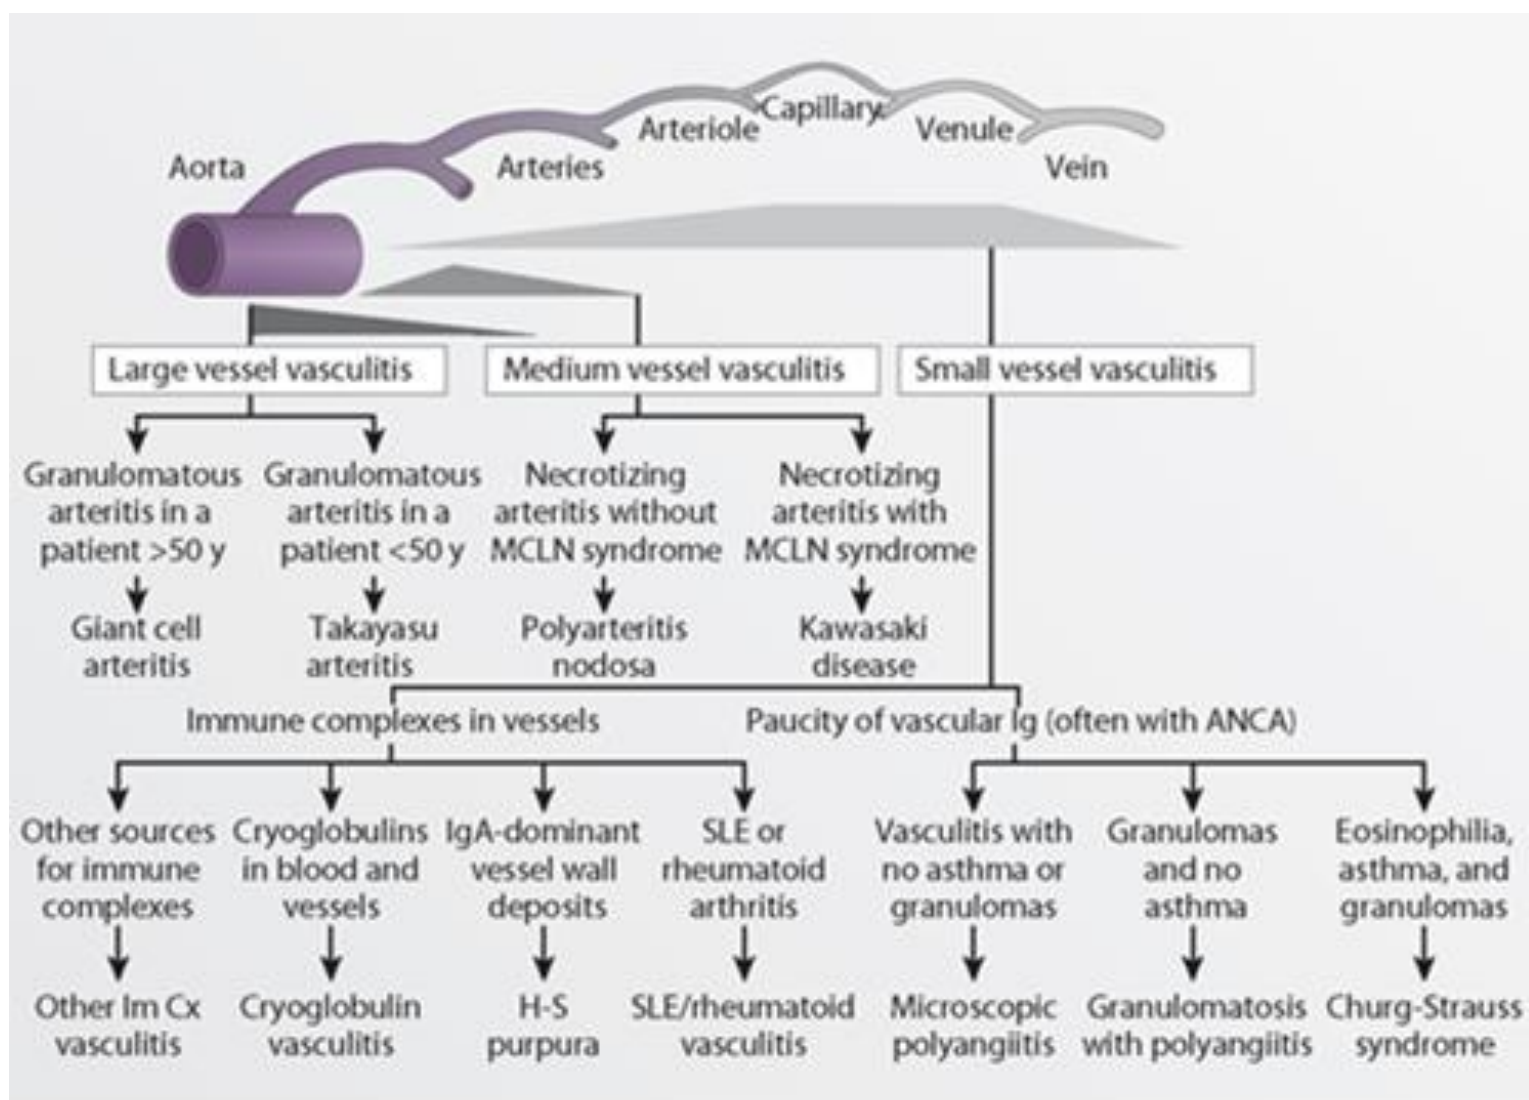 Aorta
Arteries
Arteriole
Capillary
Venule
Vein
Large vessel vasculitis
Medium vessel vasculitis
Small vessel vasculitis
Granulomatous
arteritis in a
patient >50 y
Giant cell
arteritis
Granulomatous
arteritis in a
patient <50 y
Takayasu
arteritis
Necrotizing
arteritis without
MCLN syndrome
Polyarteritis
nodosa
Necrotizing
arteritis with
MCLN syndrome
Kawasaki
disease
Immune complexes in vessels
Paucity of vascular Ig (often with ANCA)
Other sources
for immune
complexes
Other Im Cx
vasculitis
Cryoglobulins
in blood and
vessels
Cryoglobulin
vasculitis
IgA-dominant
vessel wall
deposits
H-S
purpura
SLE or
rheumatoid
arthritis
SLE/rheumatoid
vasculitis
Vasculitis with
no asthma or
granulomas
Microscopic
polyangiitis
Granulomas
and no
asthma
Granulomatosis
with polyangiitis
Eosinophilia,
asthma, and
granulomas
Churg-Strauss
syndrome